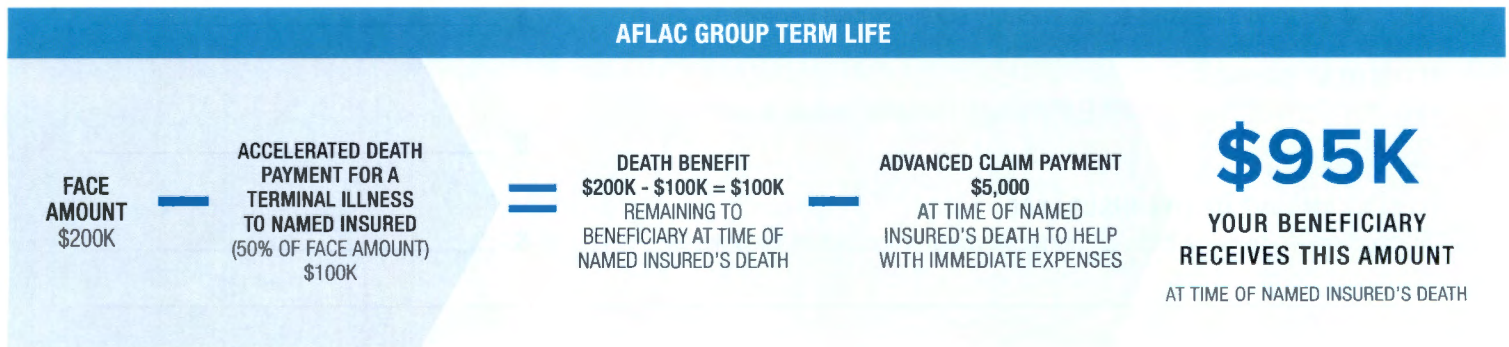 AFLAC GROUP TERM LIFE
FACE
AMOUNT
$200K
ACCELERATED DEATH
PAYMENT FOR A
TERMINAL ILLNESS
TO NAMED INSURED
(50% OF FACE AMOUNT)
$100K
DEATH BENEFIT
$200K - $100K = $100K
REMAINING TO
BENEFICIARY AT TIME OF
NAMED INSURED'S DEATH
ADVANCED CLAIM PAYMENT
$5,000
AT TIME OF NAMED
INSURED'S DEATH TO HELP
WITH IMMEDIATE EXPENSES
$95K
YOUR BENEFICIARY
RECEIVES THIS AMOUNT
AT TIME OF NAMED INSURED'S DEATH